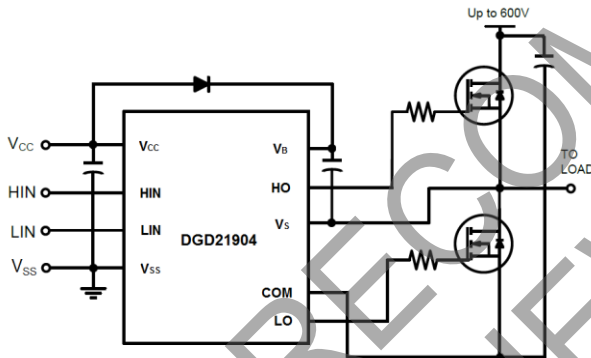 Up to 600V
VCC
HIN
LIN
VSS
VCC
HIN
LIN
VSS
DGD21904
VB
HO
VS
COM
LO
TO
LOAD
RECOM